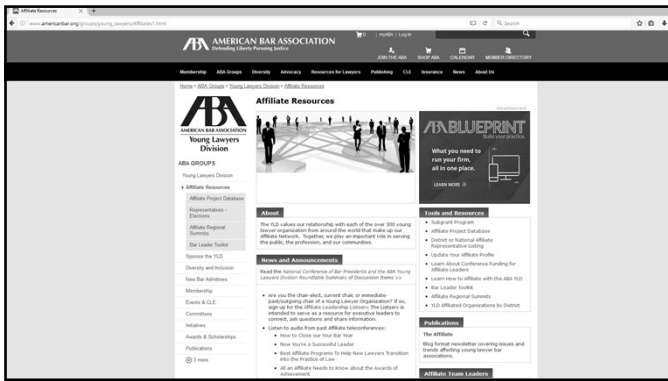 Affiliate Resources
www.americanbar.org/groups/young_lawyers/Affiliates1.html
Search
AMERICAN BAR ASSOCIATION
Defending Liberty
Pursuing Justice
0 | myABA | Log In
JOIN THE ABA
SHOP ABA
CALENDAR
MEMBER DIRECTORY
Membership ABA Groups Diversity Advocacy Resources for Lawyers Publishing CLE Insurance News About Us
Home > ABA Groups > Young Lawyers Division > Affiliate Resources
ABA
AMERICAN BAR ASSOCIATION
Young Lawyers
Division
ABA GROUPS
Young Lawyers Division
Affiliate Resources
Affiliate Project Database
Representatives -
Elections
Affiliate Regional
Summits
Bar Leader Toolkit
Sponsor the YLD
Diversity and Inclusion
New Bar Admittees
Membership
Events & CLE
Committees
Initiatives
Awards & Scholarships
Publications
3 more
Affiliate Resources
About
The YLD values our relationship with each of the over 300 young
lawyer organization from around the world that make up our
Affiliate Network. Together, we play an important role in serving
the public, the profession, and our communities.
News and Announcements
Read the National Conference of Bar Presidents and the ABA Young
Lawyers Division Roundtable Summaries of Discussion Items >>
Are you the chair-elect, current chair, or immediate-
past/outgoing chair of a Young Lawyer Organization? If so,
sign up for the Affiliate Leadership Listserv. The Listserv is
intended to serve as a resource for executive leaders to
connect, ask questions and share information.
Listen to audio from past Affiliate teleconferences:
How to Close our Your Bar Year
Now You're a Successful Leader
Best Affiliate Programs To Help New Lawyers Transition
into the Practice of Law
All an Affiliate Needs to Know about the Awards of
Achievement
Advertisement
ABA BLUEPRINT
Build your practice.
What you need to
run your firm,
all in one place.
LEARN MORE
Tools and Resources
Subgrant Program
Affiliate Project Database
District or National Affiliate
Representative Listing
Update Your Affiliate Profile
Learn About Conference Funding for
Affiliate Leaders
Learn How to Affiliate with the ABA YLD
Bar Leader Toolkit
Affiliate Regional Summits
YLD Affiliated Organizations by District
Publications
The Affiliate
Blog format newsletter covering issues and
trends affecting young lawyer bar
associations.
Affiliate Team Leaders